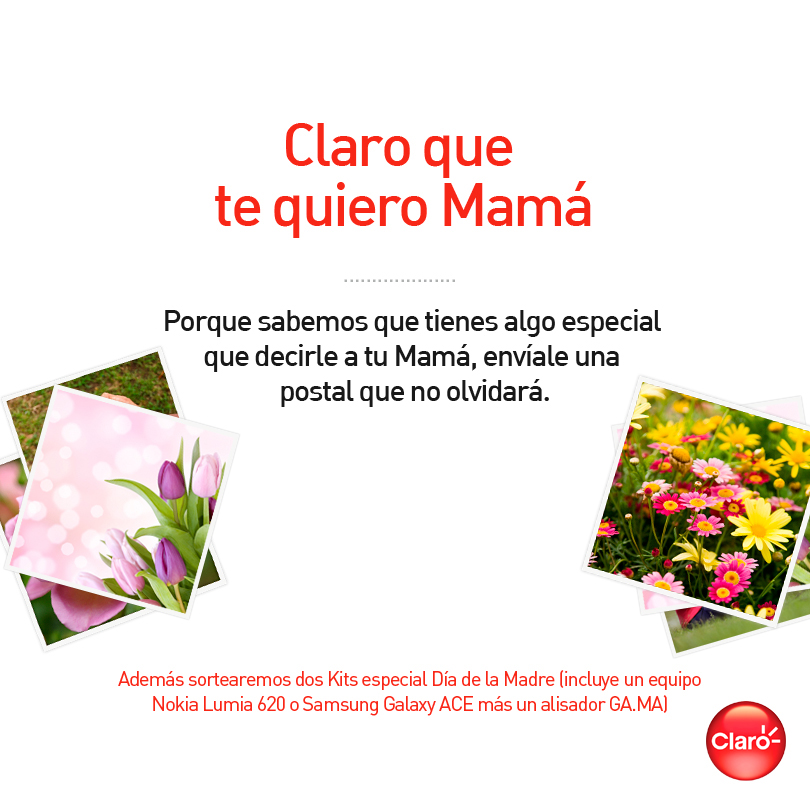 Claro que
te quiero Mamá
Porque sabemos que tienes algo especial
que decirle a tu Mamá, envíale una
postal que no olvidará.
Además sortearemos dos Kits especial Día de la Madre (incluye un equipo
Nokia Lumia 620 o Samsung Galaxy ACE más un alisador GA.MA)
Claro